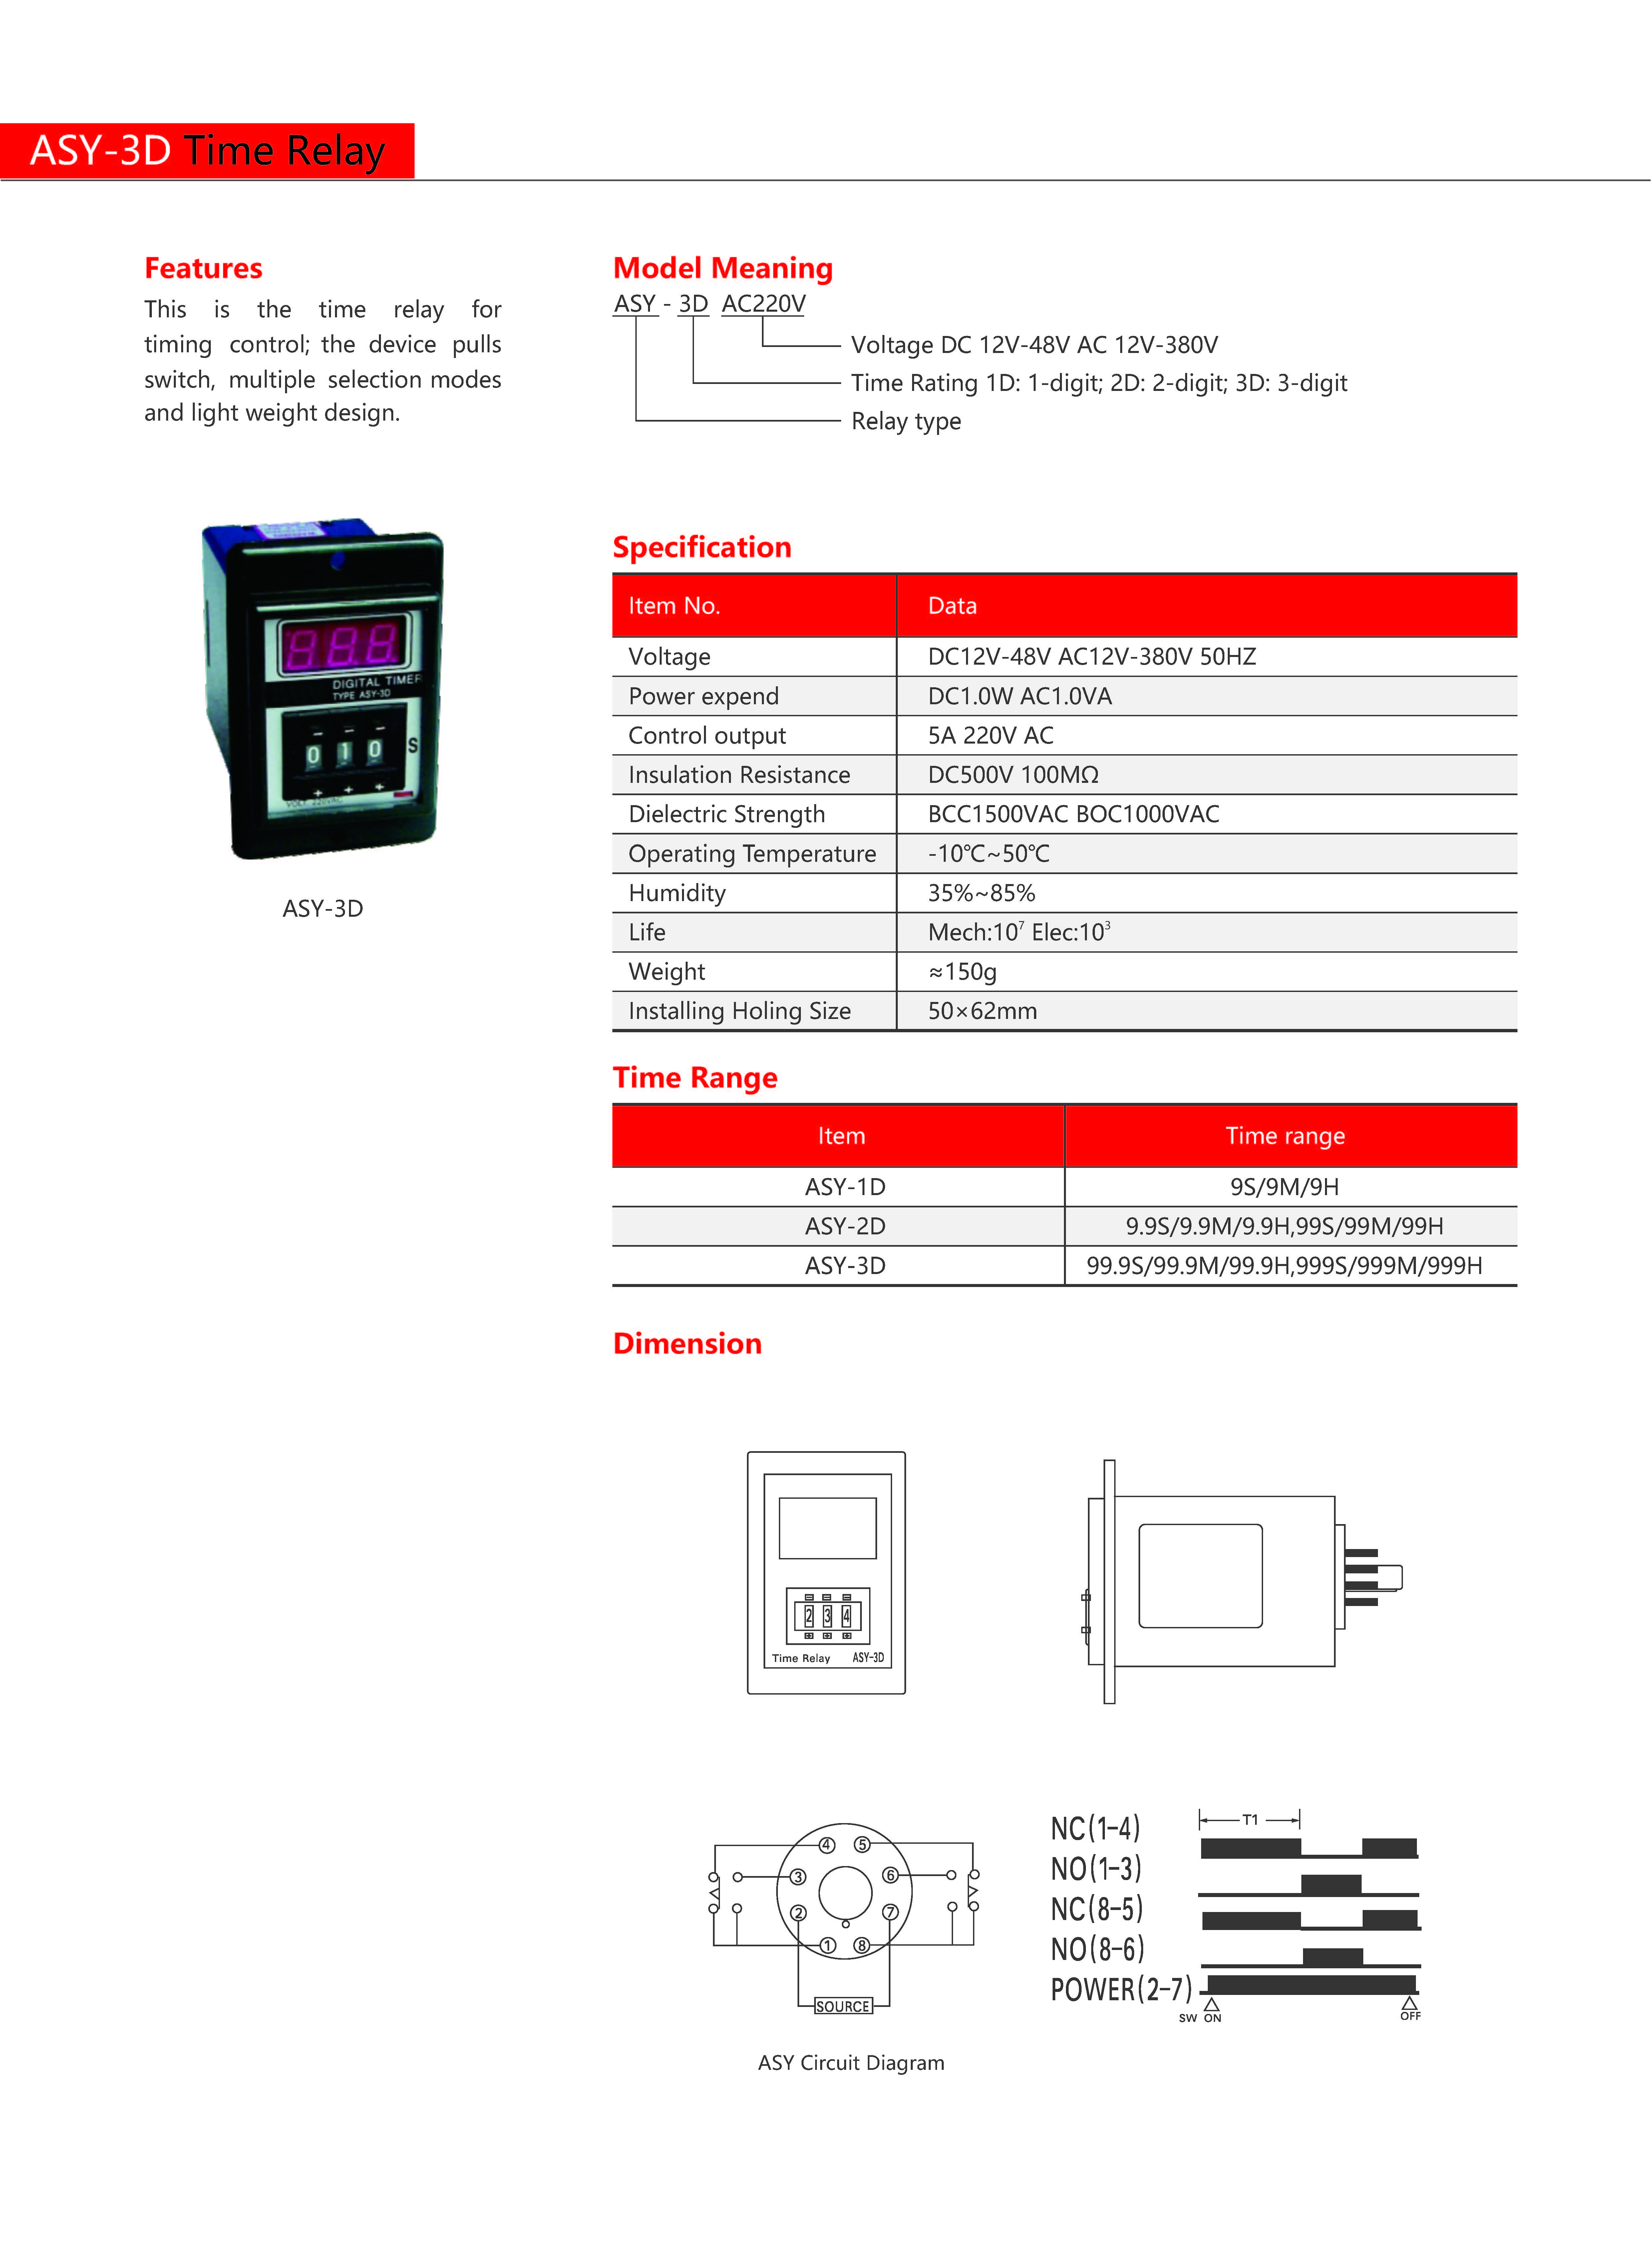 ASY-3D Time Relay
Features
This is the time relay for
timing control; the device pulls
switch, multiple selection modes
and light weight design.
Model Meaning
ASY - 3D AC220V
Voltage DC 12V-48V AC 12V-380V
Time Rating 1D: 1-digit; 2D: 2-digit; 3D: 3-digit
Relay type
8.8.8
DIGITAL TIMER
TYPE ASY-3D
- - -
0 1 0 S
+ + +
VOLT 220VAC
ASY-3D
Specification
Item No. Data
Voltage DC12V-48V AC12V-380V 50HZ
Power expend DC1.0W AC1.0VA
Control output 5A 220V AC
Insulation Resistance DC500V 100MΩ
Dielectric Strength BCC1500VAC BOC1000VAC
Operating Temperature -10℃~50℃
Humidity 35%~85%
Life Mech:10⁷ Elec:10³
Weight ≈150g
Installing Holing Size 50×62mm
Time Range
Item Time range
ASY-1D 9S/9M/9H
ASY-2D 9.9S/9.9M/9.9H,99S/99M/99H
ASY-3D 99.9S/99.9M/99.9H,999S/999M/999H
Dimension
2 3 4
Time Relay ASY-3D
④ ⑤
③ ⑥
② ⑦
① ⑧
SOURCE
ASY Circuit Diagram
T1
NC(1-4)
NO(1-3)
NC(8-5)
NO(8-6)
POWER(2-7)
SW ON OFF